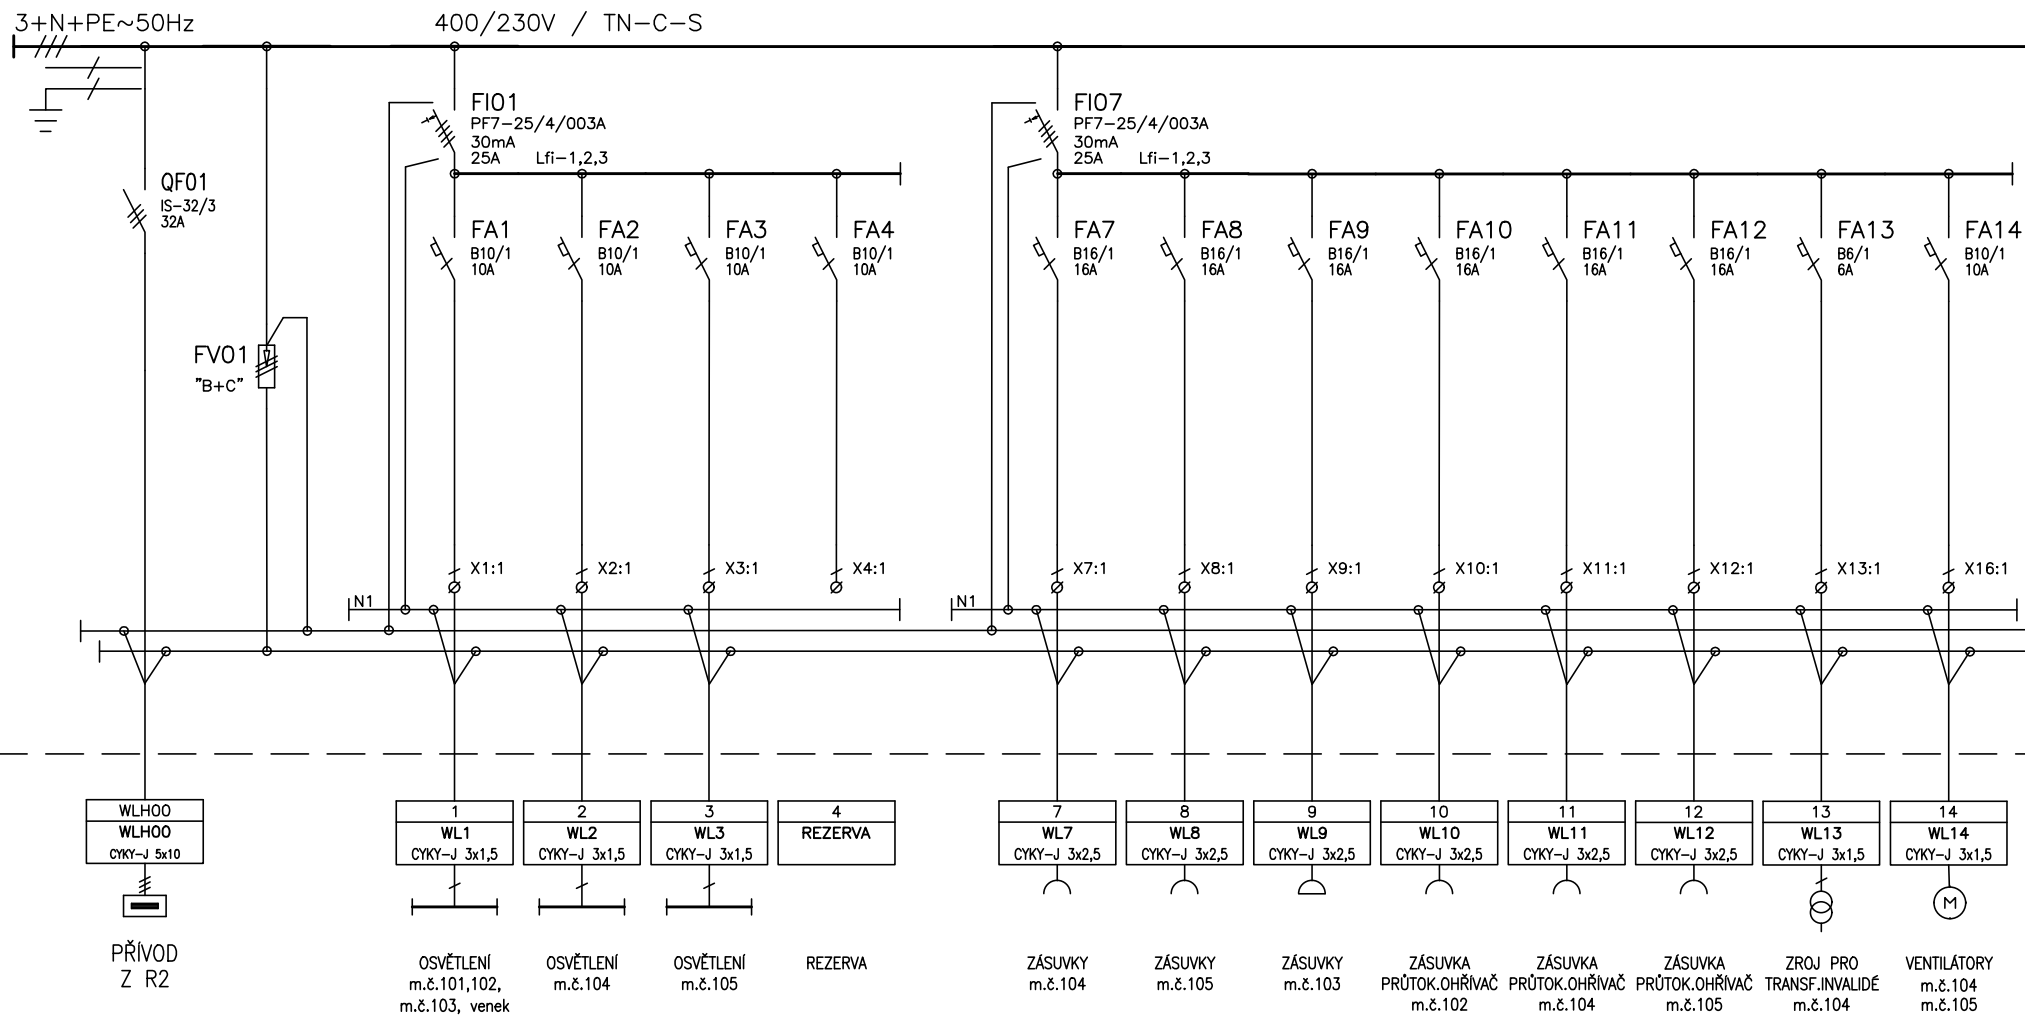 3+N+PE~50Hz
400/230V / TN-C-S
FI01
PF7-25/4/003A
30mA
25A
Lfi-1,2,3
FI07
PF7-25/4/003A
30mA
25A
Lfi-1,2,3
QF01
IS-32/3
32A
FA1
B10/1
10A
FA2
B10/1
10A
FA3
B10/1
10A
FA4
B10/1
10A
FA7
B16/1
16A
FA8
B16/1
16A
FA9
B16/1
16A
FA10
B16/1
16A
FA11
B16/1
16A
FA12
B16/1
16A
FA13
B6/1
6A
FA14
B10/1
10A
FV01
"B+C"
X1:1
X2:1
X3:1
X4:1
X7:1
X8:1
X9:1
X10:1
X11:1
X12:1
X13:1
X16:1
N1
N1
WLH00
WLH00
CYKY-J 5x10
PŘÍVOD
Z R2
1
WL1
CYKY-J 3x1,5
OSVĚTLENÍ
m.č.101,102,
m.č.103, venek
2
WL2
CYKY-J 3x1,5
OSVĚTLENÍ
m.č.104
3
WL3
CYKY-J 3x1,5
OSVĚTLENÍ
m.č.105
4
REZERVA
REZERVA
7
WL7
CYKY-J 3x2,5
ZÁSUVKY
m.č.104
8
WL8
CYKY-J 3x2,5
ZÁSUVKY
m.č.105
9
WL9
CYKY-J 3x2,5
ZÁSUVKY
m.č.103
10
WL10
CYKY-J 3x2,5
ZÁSUVKA
PRŮTOK.OHŘÍVAČ
m.č.102
11
WL11
CYKY-J 3x2,5
ZÁSUVKA
PRŮTOK.OHŘÍVAČ
m.č.104
12
WL12
CYKY-J 3x2,5
ZÁSUVKA
PRŮTOK.OHŘÍVAČ
m.č.105
13
WL13
CYKY-J 3x1,5
ZROJ PRO
TRANSF.INVALIDÉ
m.č.104
14
WL14
CYKY-J 3x1,5
M
VENTILÁTORY
m.č.104
m.č.105